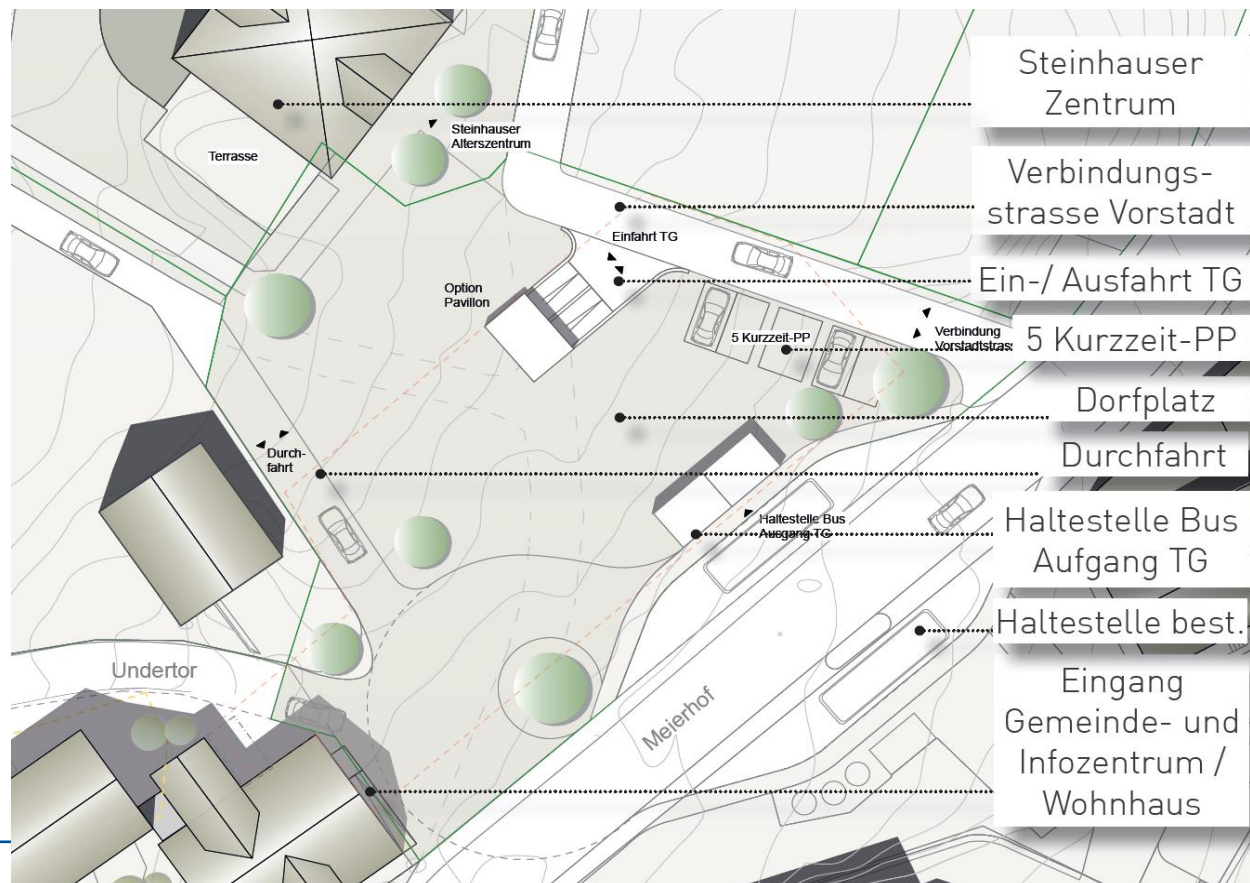 Steinhauser
Zentrum
Verbindungs-
strasse Vorstadt
Ein-/ Ausfahrt TG
5 Kurzzeit-PP
Dorfplatz
Durchfahrt
Haltestelle Bus
Aufgang TG
Haltestelle best.
Eingang
Gemeinde- und
Infozentrum /
Wohnhaus
Steinhauser
Alterszentrum
Terrasse
Einfahrt TG
Option
Pavillon
Verbindung
Vorstadtstrass
5 Kurzzeit-PP
Durch-
fahrt
Haltestelle Bus
Ausgang TG
Undertor
Meierhof